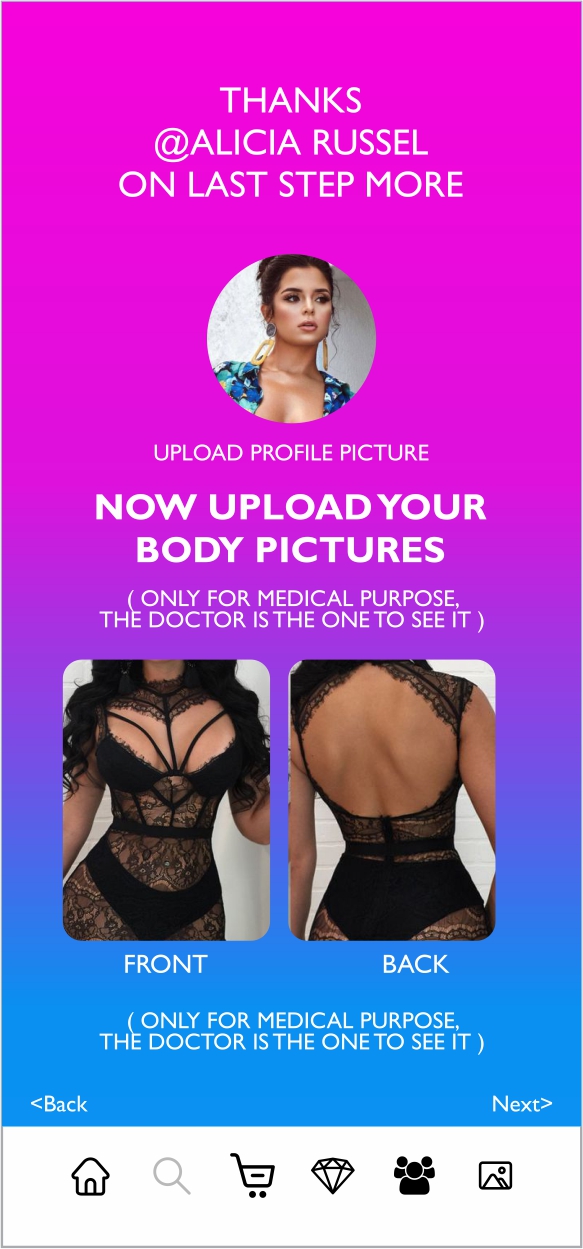 THANKS
@ALICIA RUSSEL
ON LAST STEP MORE
UPLOAD PROFILE PICTURE
NOW UPLOAD YOUR
BODY PICTURES
( ONLY FOR MEDICAL PURPOSE,
THE DOCTOR IS THE ONE TO SEE IT )
FRONT
BACK
( ONLY FOR MEDICAL PURPOSE,
THE DOCTOR IS THE ONE TO SEE IT )
<Back
Next>